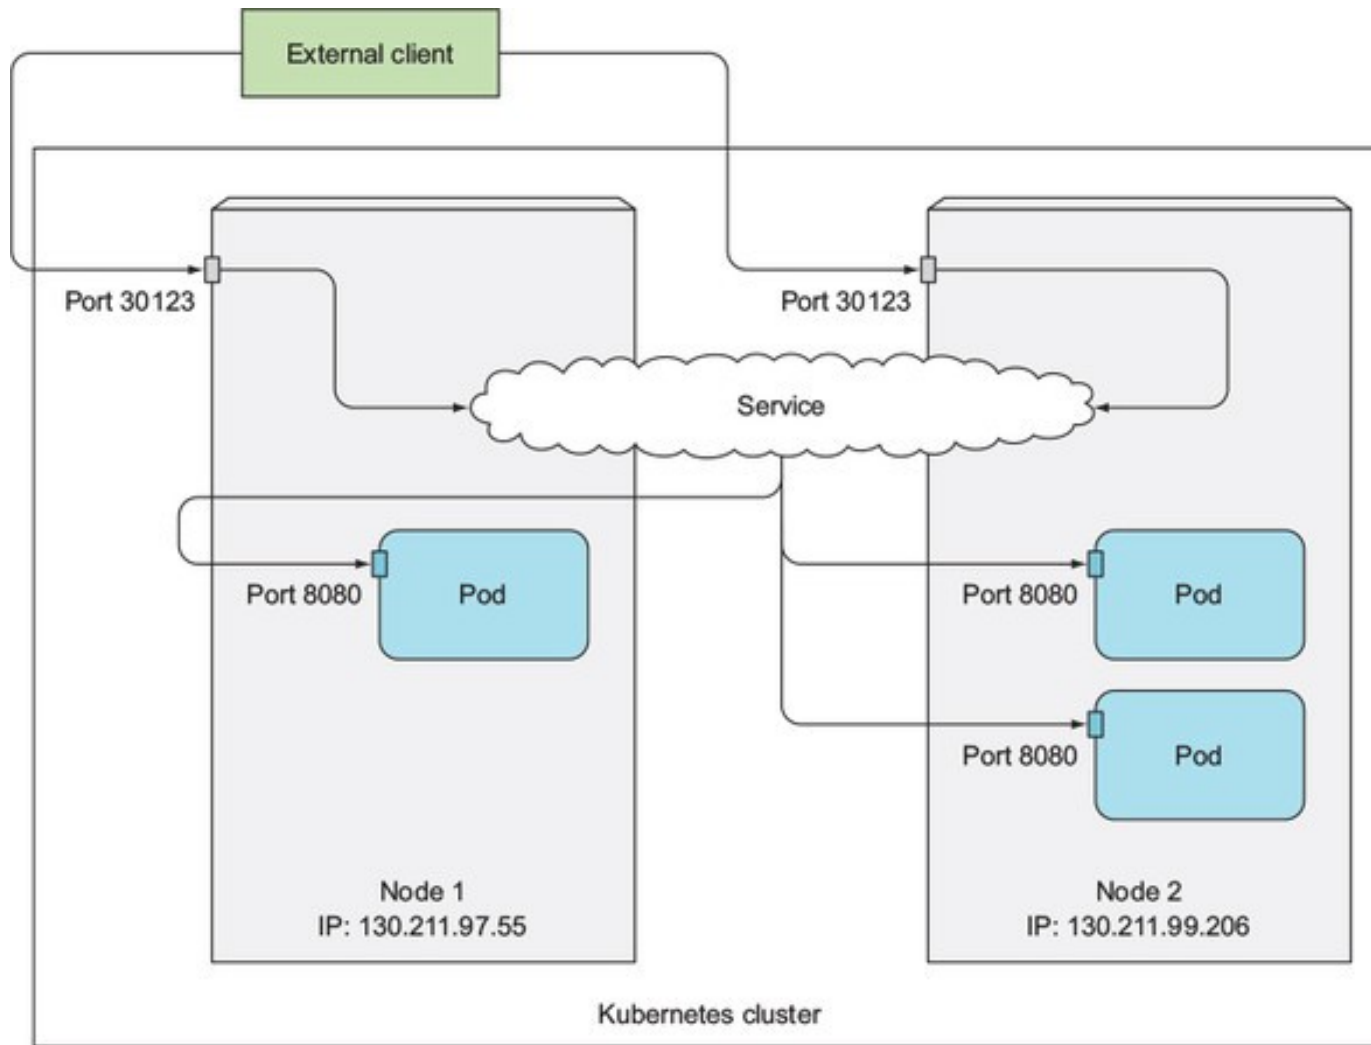 External client
Port 30123
Port 30123
Service
Port 8080
Pod
Port 8080
Pod
Port 8080
Pod
Node 1
IP: 130.211.97.55
Node 2
IP: 130.211.99.206
Kubernetes cluster